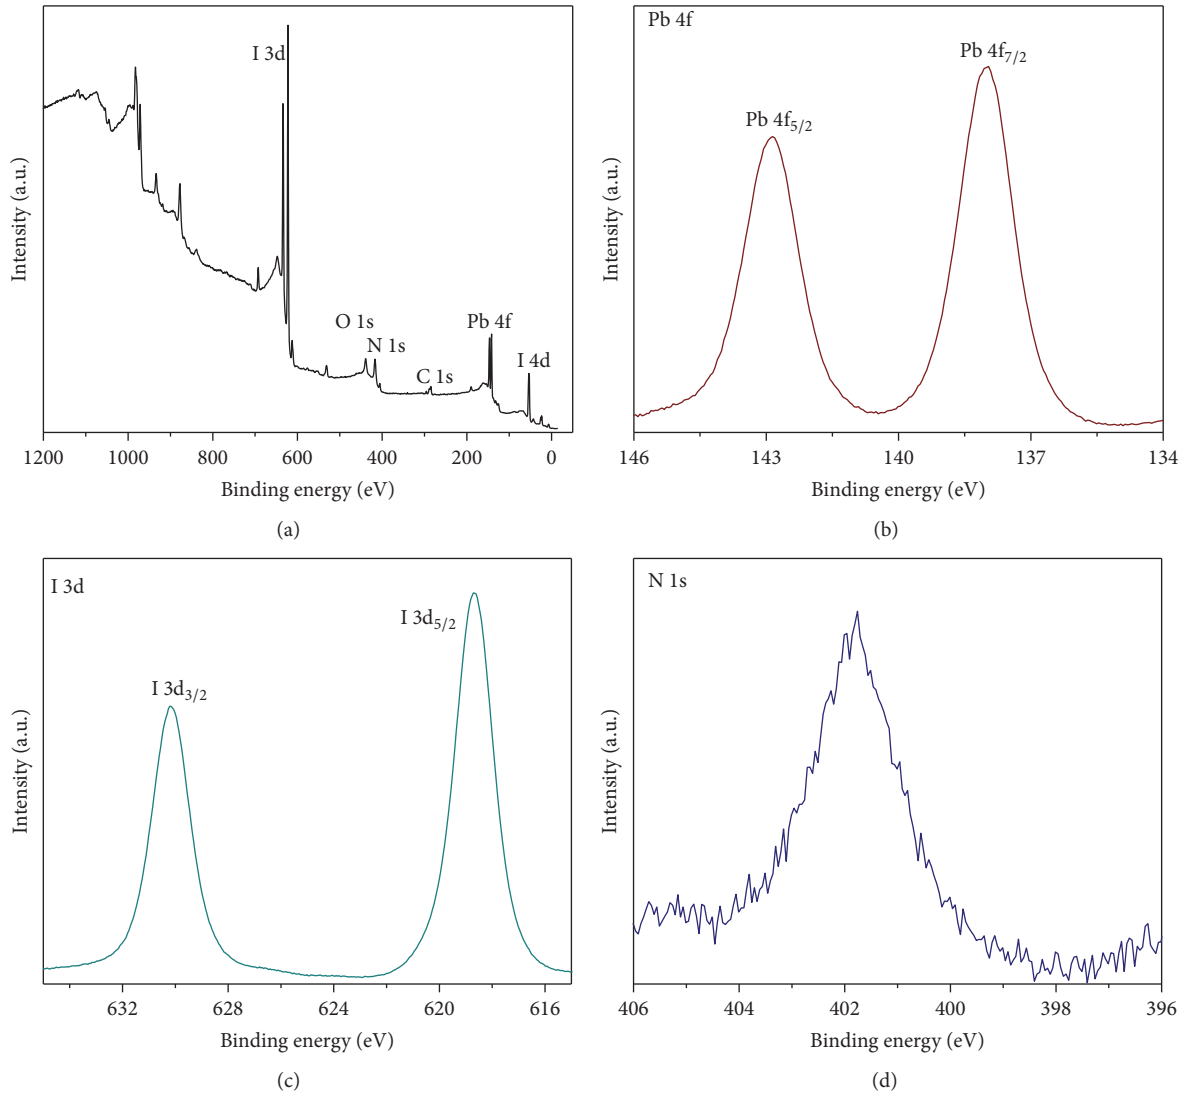 I 3d
O 1s
N 1s
C 1s
Pb 4f
I 4d
Intensity (a.u.)
1200 1000 800 600 400 200 0
Binding energy (eV)
(a)
Pb 4f
Pb 4f5/2
Pb 4f7/2
Intensity (a.u.)
146 143 140 137 134
Binding energy (eV)
(b)
I 3d
I 3d3/2
I 3d5/2
Intensity (a.u.)
632 628 624 620 616
Binding energy (eV)
(c)
N 1s
Intensity (a.u.)
406 404 402 400 398 396
Binding energy (eV)
(d)